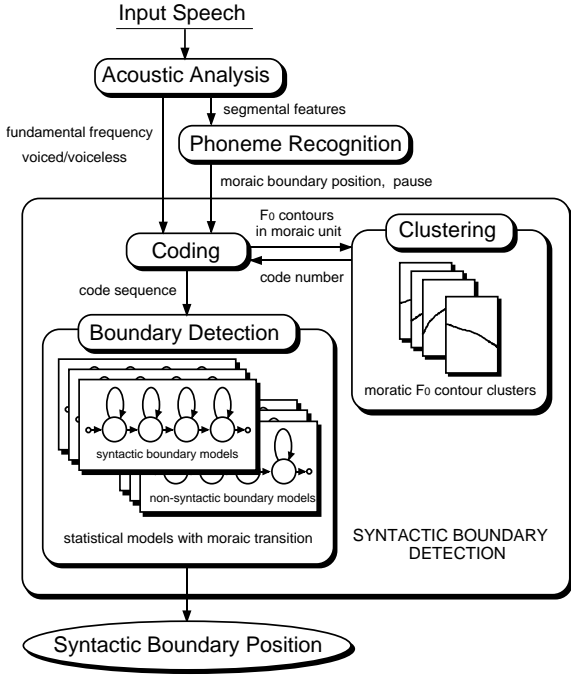 Input Speech
Acoustic Analysis
segmental features
fundamental frequency
voiced/voiceless
Phoneme Recognition
moraic boundary position, pause
F0 contours
in moraic unit
Clustering
Coding
code number
code sequence
Boundary Detection
moratic F0 contour clusters
syntactic boundary models
non-syntactic boundary models
statistical models with moraic transition
SYNTACTIC BOUNDARY
DETECTION
Syntactic Boundary Position